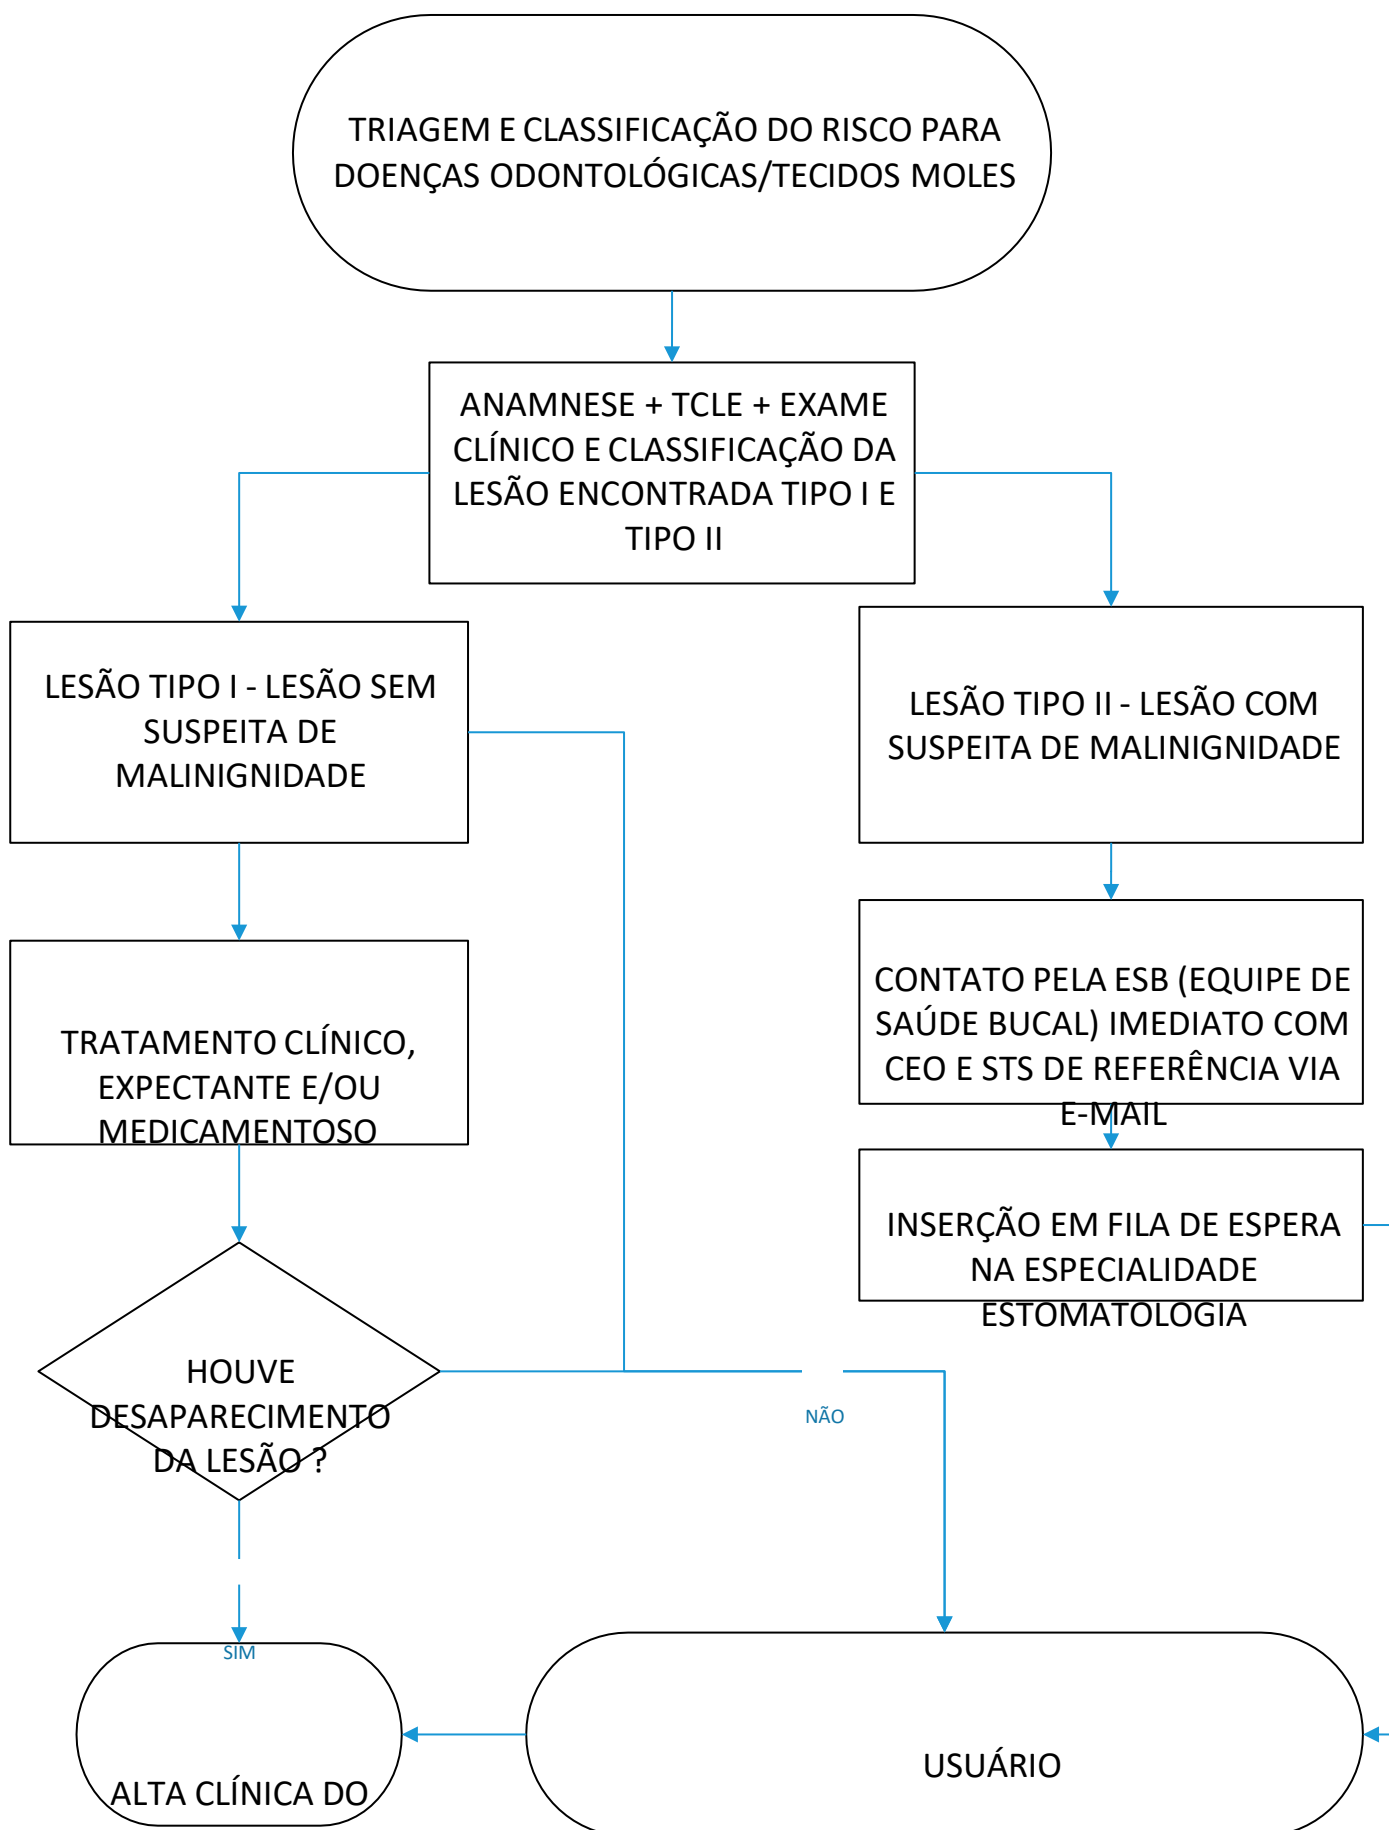 TRIAGEM E CLASSIFICAÇÃO DO RISCO PARA
DOENÇAS ODONTOLÓGICAS/TECIDOS MOLES
ANAMNESE + TCLE + EXAME
CLÍNICO E CLASSIFICAÇÃO DA
LESÃO ENCONTRADA TIPO I E
TIPO II
LESÃO TIPO I - LESÃO SEM
SUSPEITA DE
MALINIGNIDADE
LESÃO TIPO II - LESÃO COM
SUSPEITA DE MALINIGNIDADE
TRATAMENTO CLÍNICO,
EXPECTANTE E/OU
MEDICAMENTOSO
CONTATO PELA ESB (EQUIPE DE
SAÚDE BUCAL) IMEDIATO COM
CEO E STS DE REFERÊNCIA VIA
E-MAIL
INSERÇÃO EM FILA DE ESPERA
NA ESPECIALIDADE
ESTOMATOLOGIA
HOUVE
DESAPARECIMENTO
DA LESÃO ?
NÃO
SIM
ALTA CLÍNICA DO
USUÁRIO